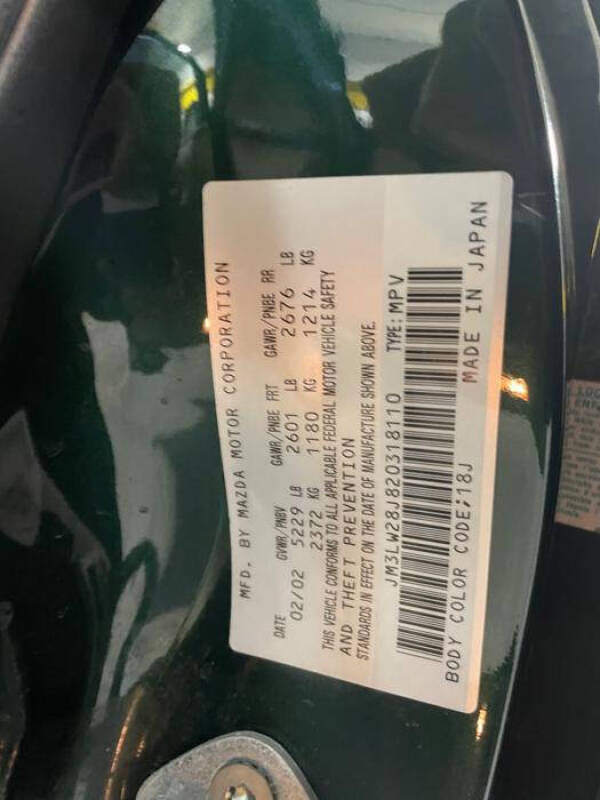 MFD. BY MAZDA MOTOR CORPORATION
DATE GVWR/PNBV GAWR/PNBE FRT GAWR/PNBE RR
02/02 5229 LB 2601 LB 2676 LB
2372 KG 1180 KG 1214 KG
THIS VEHICLE CONFORMS TO ALL APPLICABLE FEDERAL MOTOR VEHICLE SAFETY
AND THEFT PREVENTION
STANDARDS IN EFFECT ON THE DATE OF MANUFACTURE SHOWN ABOVE.
JM3LW28J820318110 TYPE:MPV
BODY COLOR CODE;18J MADE IN JAPAN